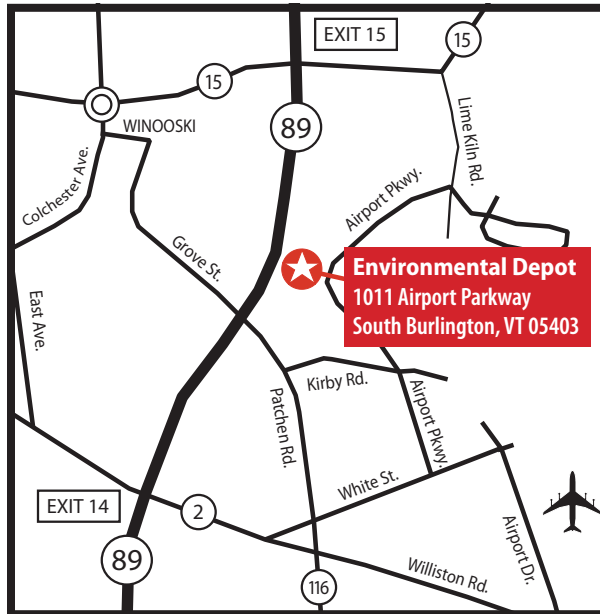 EXIT 15
15
15
89
WINOOSKI
Lime Kiln Rd.
Colchester Ave.
Airport Pkwy.
Grove St.
Environmental Depot
1011 Airport Parkway
South Burlington, VT 05403
East Ave.
Kirby Rd.
Patchen Rd.
Airport Pkwy.
White St.
EXIT 14
2
Airport Dr.
89
Williston Rd.
116